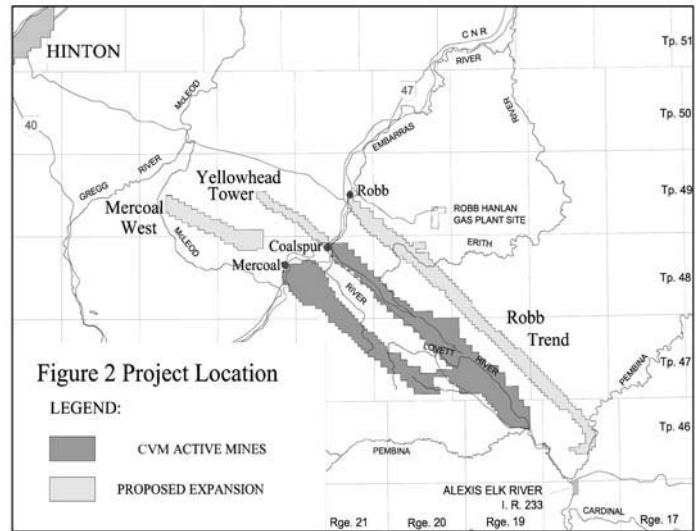 HINTON
40
McLEOD
RIVER
GREGG
RIVER
McLEOD
Mercoal
West
Yellowhead
Tower
Coalspur
Mercoal
47
C N R
RIVER
EMBARRAS
RIVER
Robb
ROBB HANLAN
GAS PLANT SITE
ERITH
RIVER
LOVETT
RIVER
Robb
Trend
PEMBINA
PEMBINA
ALEXIS ELK RIVER
I. R. 233
CARDINAL
Tp. 51
Tp. 50
Tp. 49
Tp. 48
Tp. 47
Tp. 46
Rge. 21
Rge. 20
Rge. 19
Rge. 17
Figure 2 Project Location
LEGEND:
CVM ACTIVE MINES
PROPOSED EXPANSION